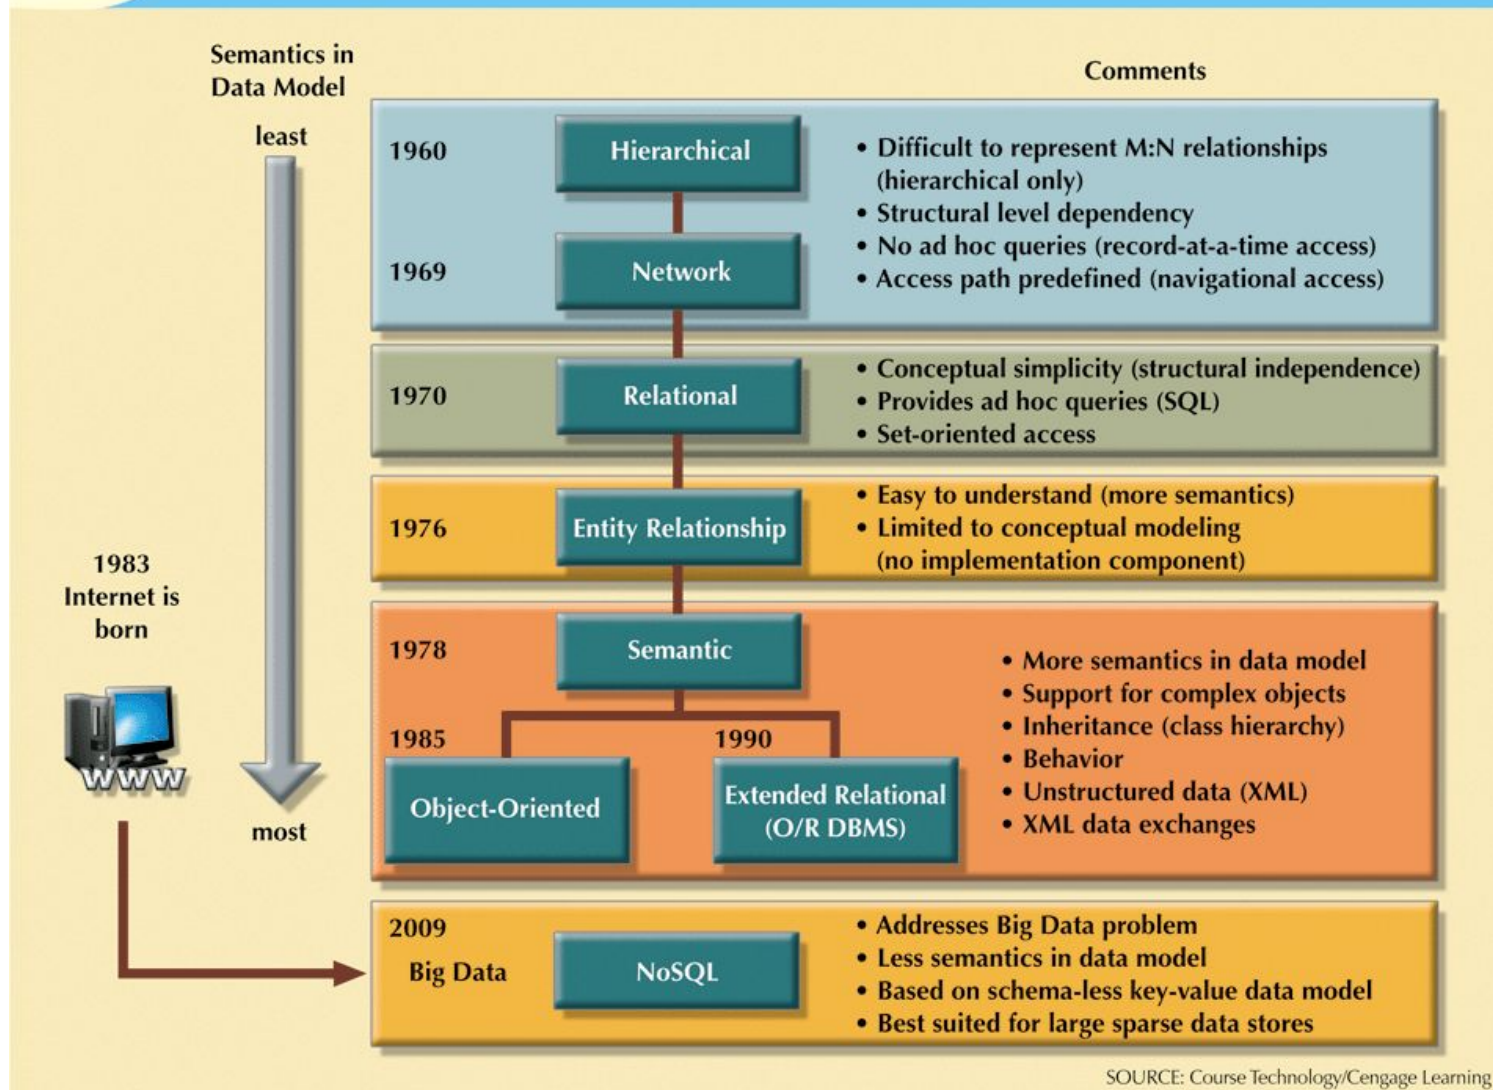 Semantics in
Data Model
least
most
Comments
1960
Hierarchical
1969
Network
• Difficult to represent M:N relationships
(hierarchical only)
• Structural level dependency
• No ad hoc queries (record-at-a-time access)
• Access path predefined (navigational access)
1970
Relational
• Conceptual simplicity (structural independence)
• Provides ad hoc queries (SQL)
• Set-oriented access
1976
Entity Relationship
• Easy to understand (more semantics)
• Limited to conceptual modeling
(no implementation component)
1983
Internet is
born
WWW
1978
Semantic
1985
Object-Oriented
1990
Extended Relational
(O/R DBMS)
• More semantics in data model
• Support for complex objects
• Inheritance (class hierarchy)
• Behavior
• Unstructured data (XML)
• XML data exchanges
2009
Big Data
NoSQL
• Addresses Big Data problem
• Less semantics in data model
• Based on schema-less key-value data model
• Best suited for large sparse data stores
SOURCE: Course Technology/Cengage Learning